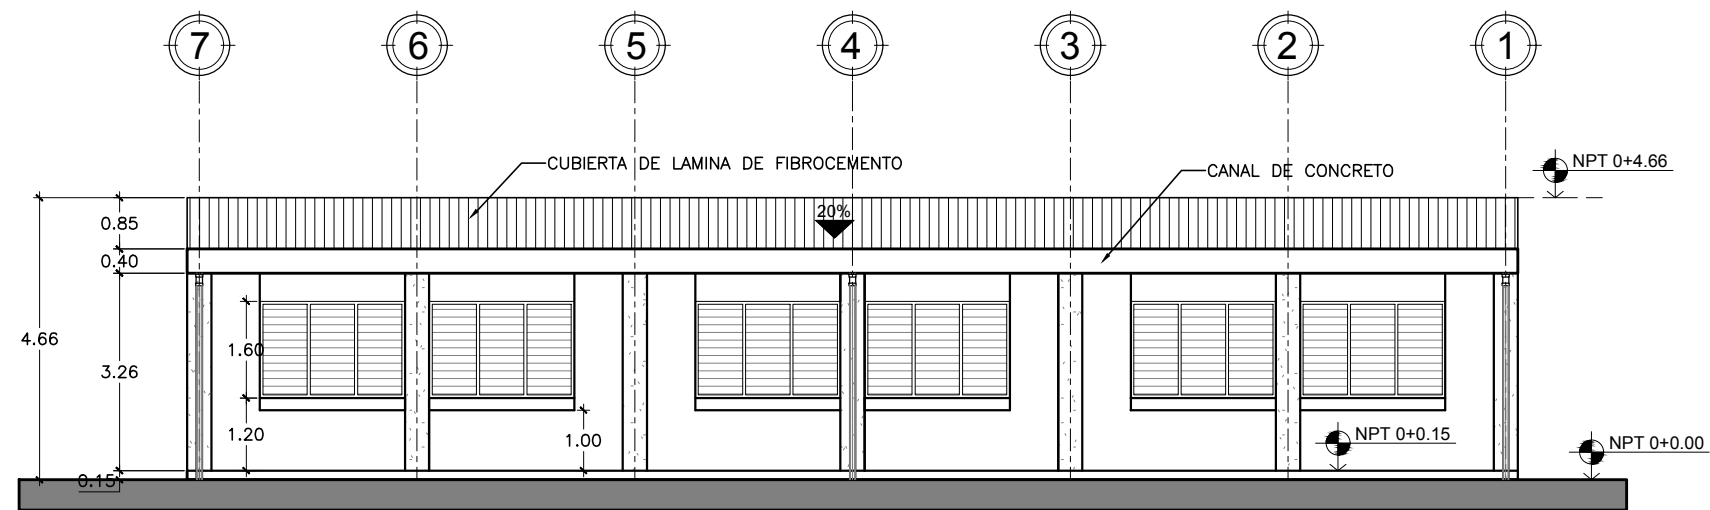 7 6 5 4 3 2 1
CUBIERTA DE LAMINA DE FIBROCEMENTO
CANAL DE CONCRETO
NPT 0+4.66
20%
0.85
0.40
4.66
3.26
1.60
1.20
1.00
0.15
NPT 0+0.15
NPT 0+0.00